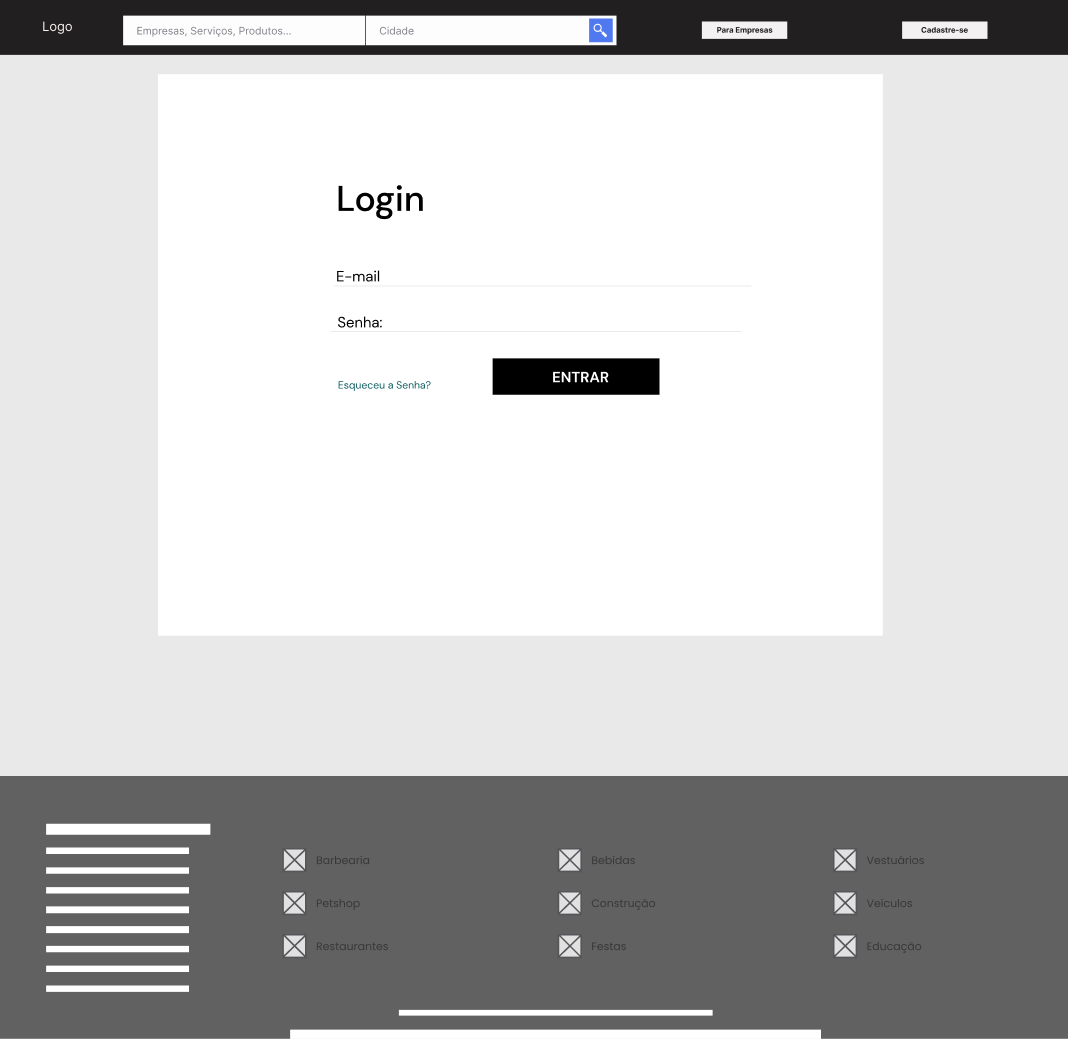 Logo
Empresas, Serviços, Produtos...
Cidade
Para Empresas
Cadastre-se
Login
E-mail
Senha:
Esqueceu a Senha?
ENTRAR
Barbearia
Bebidas
Vestuários
Petshop
Construção
Veículos
Restaurantes
Festas
Educação